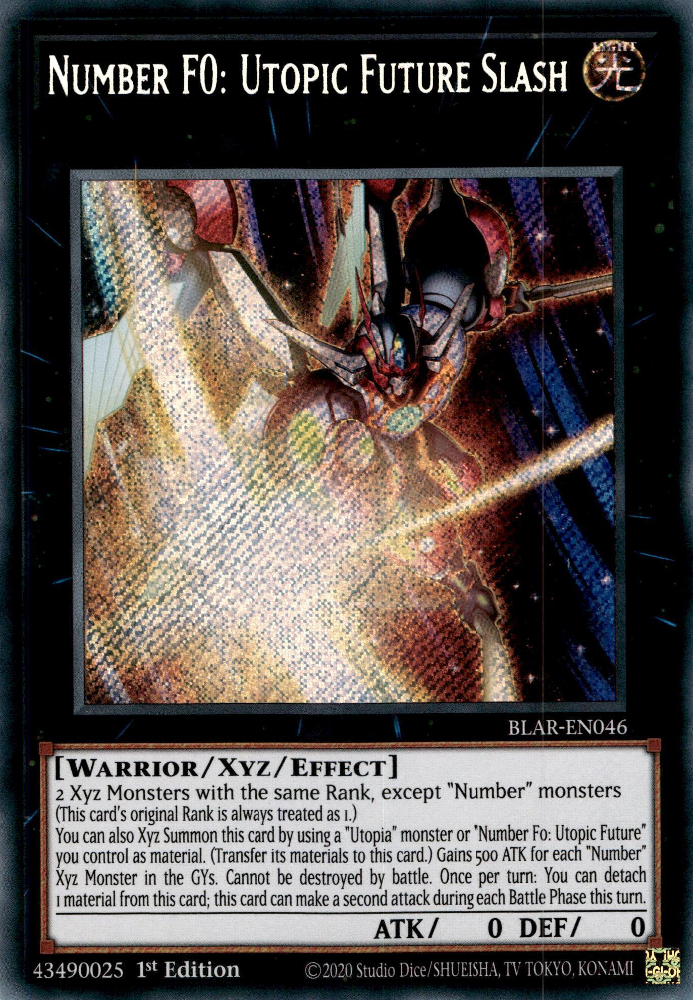 NUMBER F0: UTOPIC FUTURE SLASH
LIGHT
光
BLAR-EN046
[WARRIOR/XYZ/EFFECT]
2 Xyz Monsters with the same Rank, except "Number" monsters
(This card's original Rank is always treated as 1.)
You can also Xyz Summon this card by using a "Utopia" monster or "Number F0: Utopic Future"
you control as material. (Transfer its materials to this card.) Gains 500 ATK for each "Number"
Xyz Monster in the GYs. Cannot be destroyed by battle. Once per turn: You can detach
1 material from this card; this card can make a second attack during each Battle Phase this turn.
ATK/ 0 DEF/ 0
43490025 1st Edition ©2020 Studio Dice/SHUEISHA, TV TOKYO, KONAMI